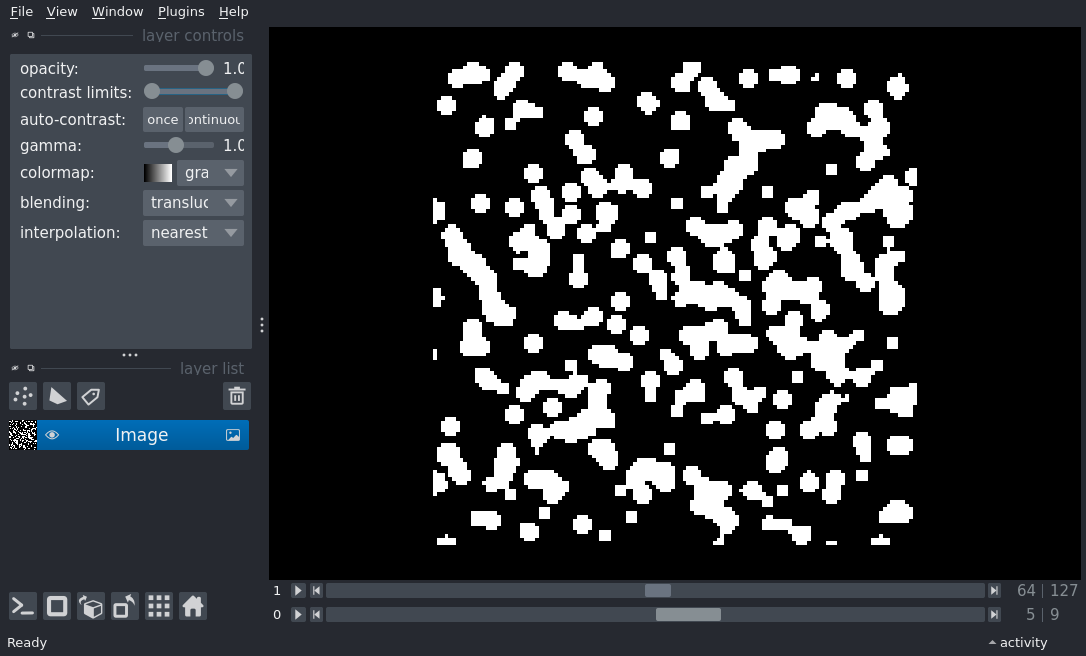 File View Window Plugins Help
layer controls
opacity: 1.0
contrast limits:
auto-contrast: once ontinuou
gamma: 1.0
colormap: gra
blending: transluc
interpolation: nearest
layer list
Image
1 64 | 127
0 5 | 9
Ready activity